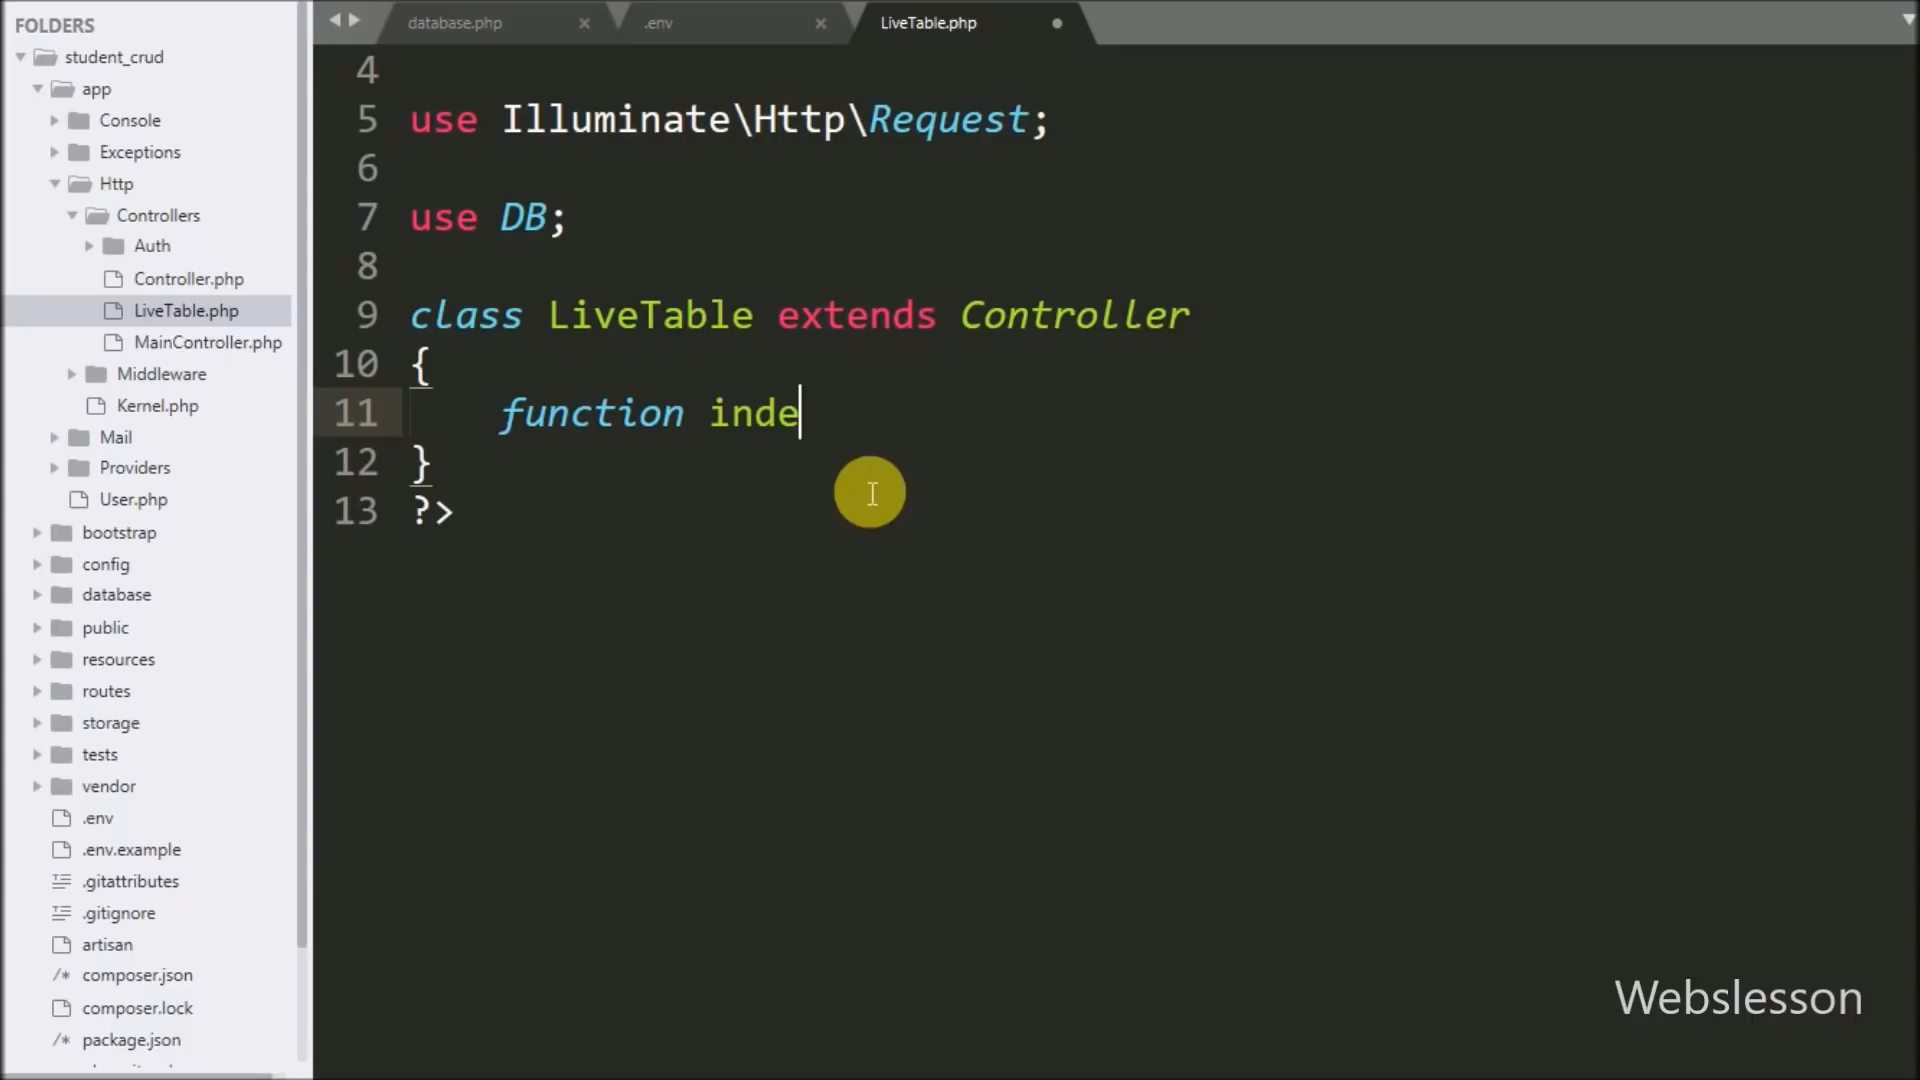 FOLDERS
student_crud
app
Console
Exceptions
Http
Controllers
Auth
Controller.php
LiveTable.php
MainController.php
Middleware
Kernel.php
Mail
Providers
User.php
bootstrap
config
database
public
resources
routes
storage
tests
vendor
.env
.env.example
.gitattributes
.gitignore
artisan
/* composer.json
composer.lock
/* package.json
database.php × .env × LiveTable.php
4
5 use Illuminate\Http\Request;
6
7 use DB;
8
9 class LiveTable extends Controller
10 {
11 function inde
12 }
13 ?>
Webslesson